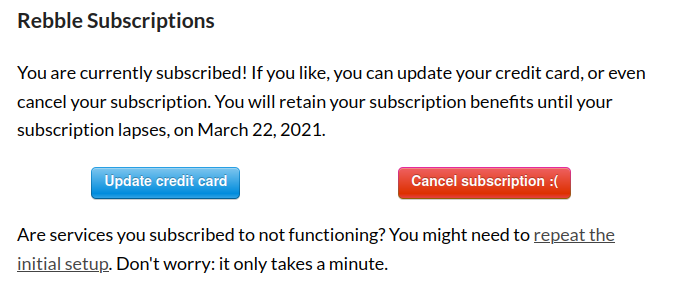 Rebble Subscriptions
You are currently subscribed! If you like, you can update your credit card, or even
cancel your subscription. You will retain your subscription benefits until your
subscription lapses, on March 22, 2021.
Update credit card
Cancel subscription :(
Are services you subscribed to not functioning? You might need to repeat the
initial setup. Don't worry: it only takes a minute.